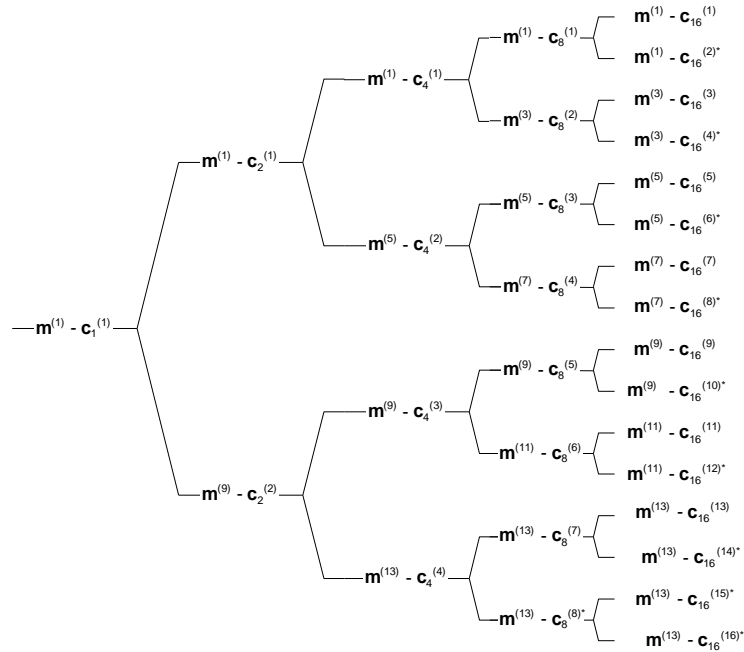 m(1) - c1(1)
m(1) - c2(1)
m(9) - c2(2)
m(1) - c4(1)
m(5) - c4(2)
m(9) - c4(3)
m(13) - c4(4)
m(1) - c8(1)
m(3) - c8(2)
m(5) - c8(3)
m(7) - c8(4)
m(9) - c8(5)
m(11) - c8(6)
m(13) - c8(7)
m(13) - c8(8)*
m(1) - c16(1)
m(1) - c16(2)*
m(3) - c16(3)
m(3) - c16(4)*
m(5) - c16(5)
m(5) - c16(6)*
m(7) - c16(7)
m(7) - c16(8)*
m(9) - c16(9)
m(9) - c16(10)*
m(11) - c16(11)
m(11) - c16(12)*
m(13) - c16(13)
m(13) - c16(14)*
m(13) - c16(15)*
m(13) - c16(16)*